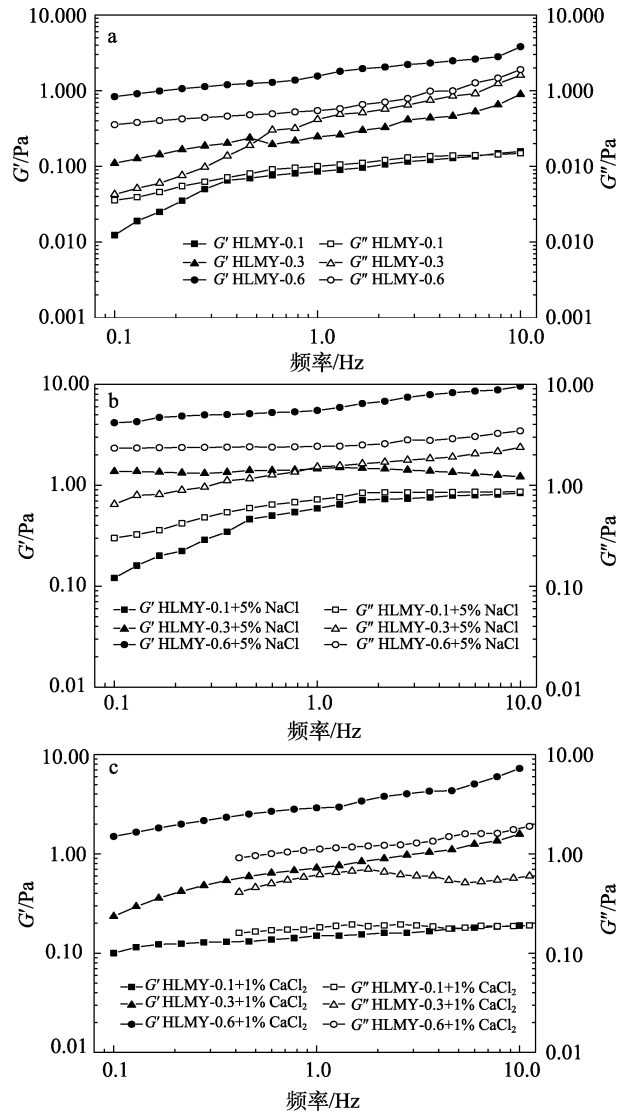 a
10.000 10.000
1.000 1.000
0.100 0.010
0.010 0.010
0.001 0.001
G′/Pa
G″/Pa
G′ HLMY-0.1 G″ HLMY-0.1
G′ HLMY-0.3 G″ HLMY-0.3
G′ HLMY-0.6 G″ HLMY-0.6
0.1 1.0 10.0
频率/Hz
b
10.00 10.00
1.00 1.00
0.10 0.10
0.01 0.01
G′/Pa
G″/Pa
G′ HLMY-0.1+5% NaCl G″ HLMY-0.1+5% NaCl
G′ HLMY-0.3+5% NaCl G″ HLMY-0.3+5% NaCl
G′ HLMY-0.6+5% NaCl G″ HLMY-0.6+5% NaCl
0.1 1.0 10.0
频率/Hz
c
10.00 10.00
1.00 1.00
0.10 0.10
0.01 0.01
G′/Pa
G″/Pa
G′ HLMY-0.1+1% CaCl₂ G″ HLMY-0.1+1% CaCl₂
G′ HLMY-0.3+1% CaCl₂ G″ HLMY-0.3+1% CaCl₂
G′ HLMY-0.6+1% CaCl₂ G″ HLMY-0.6+1% CaCl₂
0.1 1.0 10.0
频率/Hz